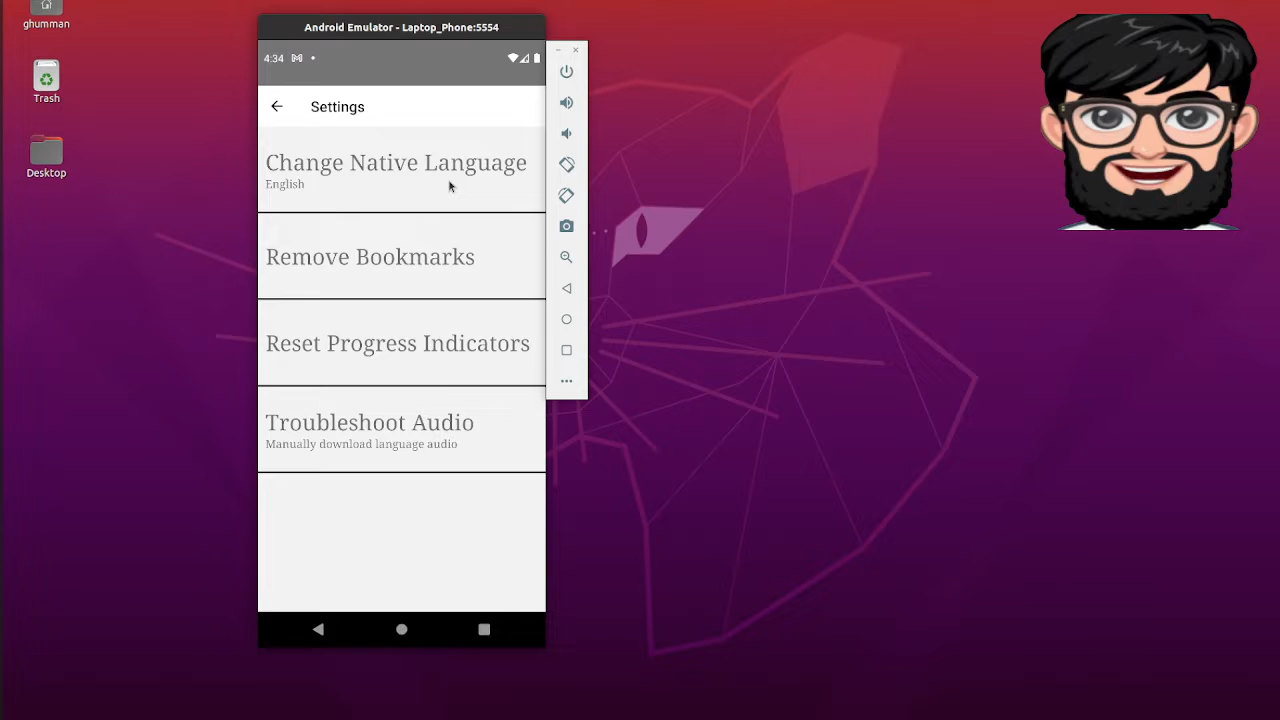 ghumman
Trash
Desktop
Android Emulator - Laptop_Phone:5554
4:34
Settings
Change Native Language
English
Remove Bookmarks
Reset Progress Indicators
Troubleshoot Audio
Manually download language audio